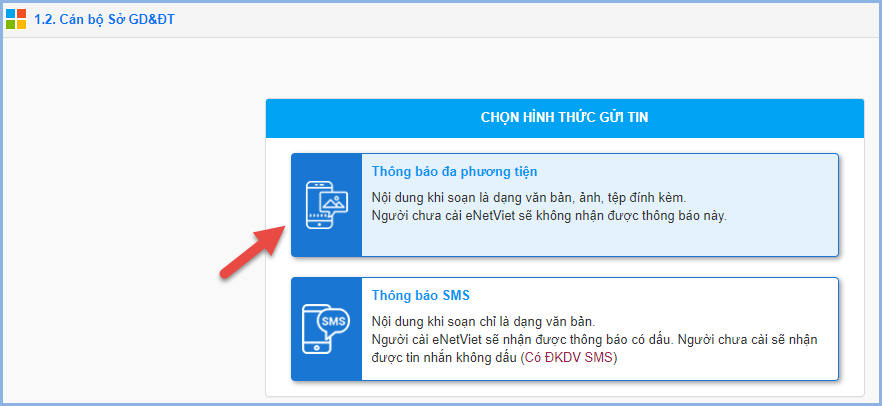 1.2. Cán bộ Sở GD&ĐT
CHỌN HÌNH THỨC GỬI TIN
Thông báo đa phương tiện
Nội dung khi soạn là dạng văn bản, ảnh, tệp đính kèm.
Người chưa cài eNetViet sẽ không nhận được thông báo này.
SMS
Thông báo SMS
Nội dung khi soạn chỉ là dạng văn bản.
Người cài eNetViet sẽ nhận được thông báo có dấu. Người chưa cài sẽ nhận
được tin nhắn không dấu (Có ĐKDV SMS)